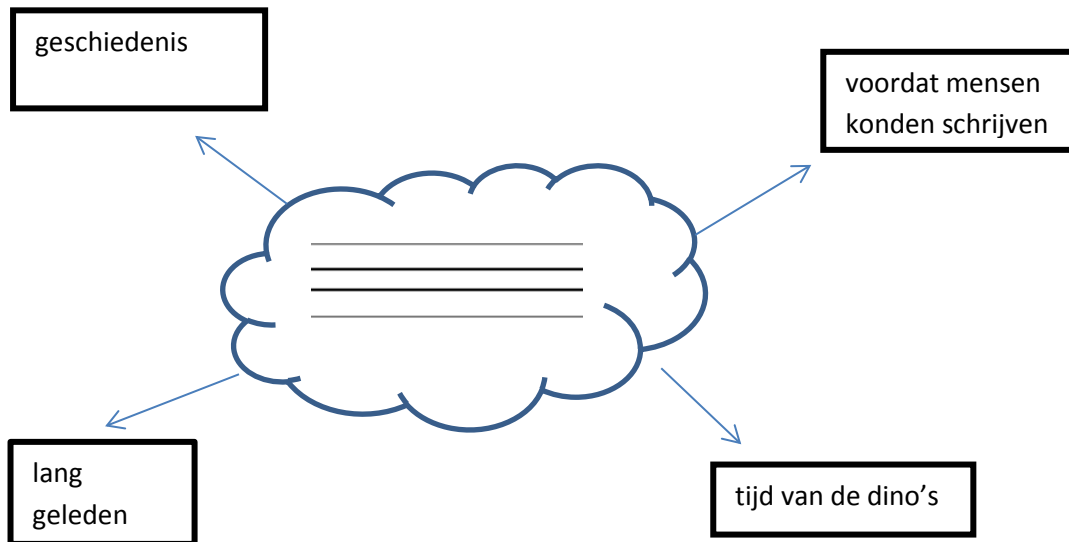 geschiedenis
voordat mensen
konden schrijven
lang
geleden
tijd van de dino’s